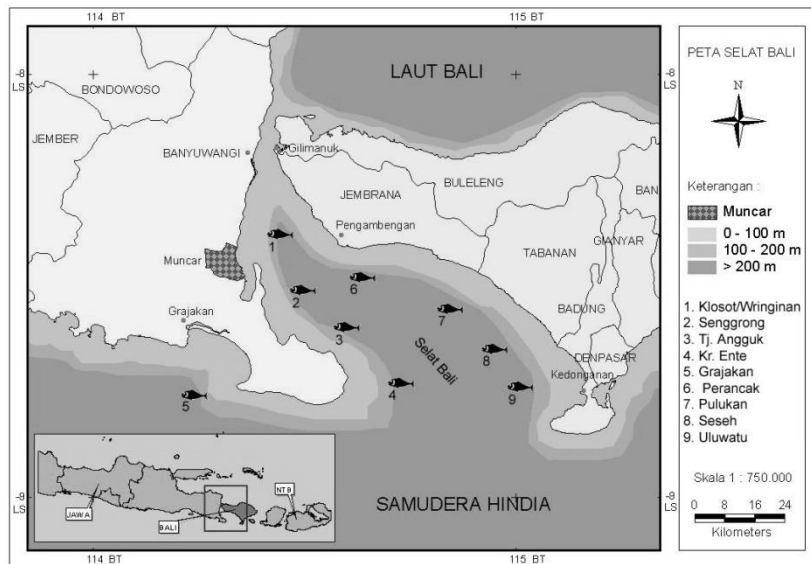 114 BT
115 BT
-8
LS
-8
LS
LAUT BALI
BONDOWOSO
JEMBER
BANYUWANGI
Gilimanuk
BULELENG
JEMBRANA
BAN
Pengambengan
GIANYAR
TABANAN
Muncar
1
6
2
BADUNG
Grajakan
7
3
Selat Bali
8
DENPASAR
Kedonganan
4
9
5
JAWA
BALI
NTB
SAMUDERA HINDIA
-9
LS
-9
LS
114 BT
115 BT
PETA SELAT BALI
N
Keterangan :
Muncar
0 - 100 m
100 - 200 m
> 200 m
1. Klosot/Wringinan
2. Senggrong
3. Tj. Angguk
4. Kr. Ente
5. Grajakan
6. Perancak
7. Pulukan
8. Seseh
9. Uluwatu
Skala 1 : 750.000
0 8 16 24
Kilometers